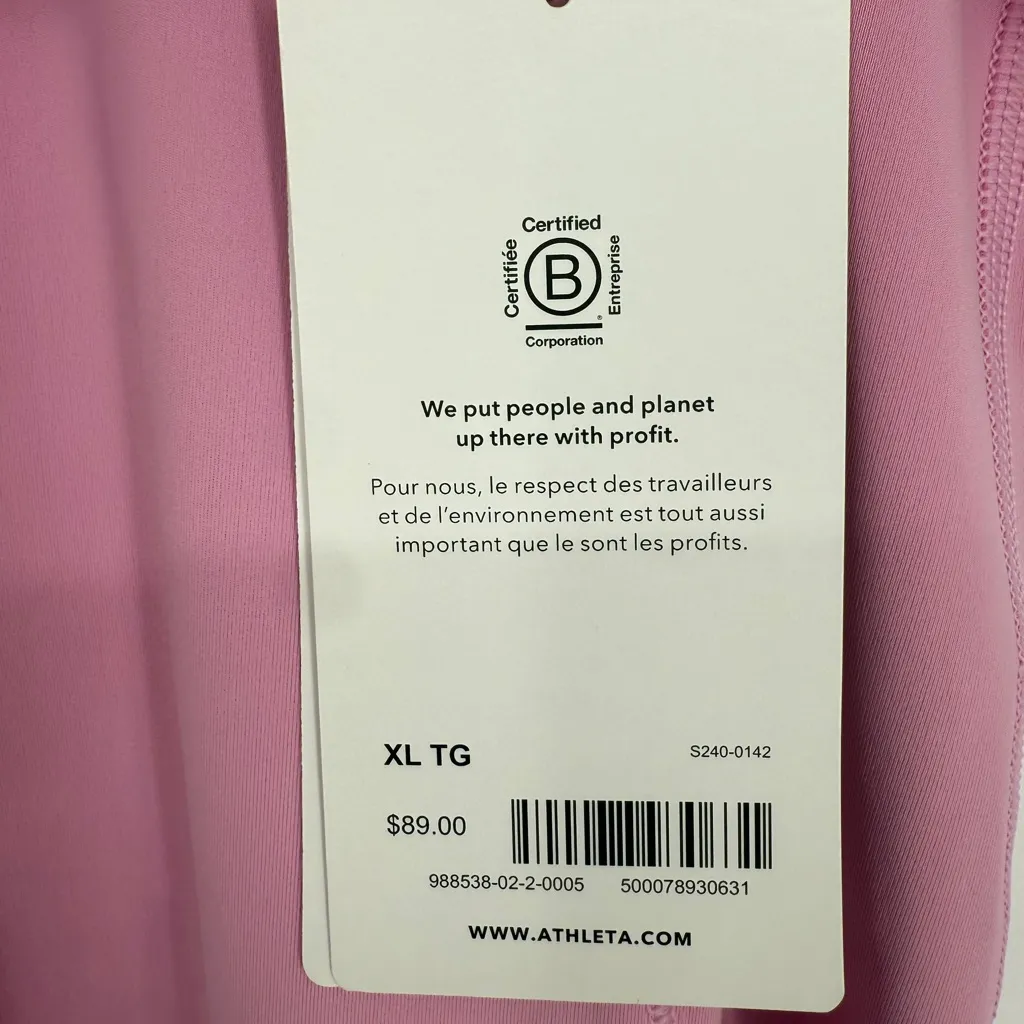 Certified
Certifiée
B
Entreprise
®
Corporation
We put people and planet
up there with profit.
Pour nous, le respect des travailleurs
et de l'environnement est tout aussi
important que le sont les profits.
XL TG
S240-0142
$89.00
988538-02-2-0005 500078930631
WWW.ATHLETA.COM